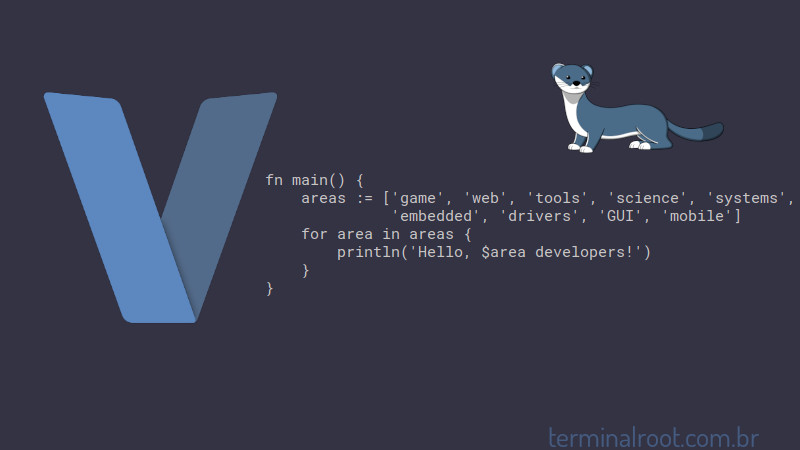 fn main() {
    areas := ['game', 'web', 'tools', 'science', 'systems',
              'embedded', 'drivers', 'GUI', 'mobile']
    for area in areas {
        println('Hello, $area developers!')
    }
}
terminalroot.com.br